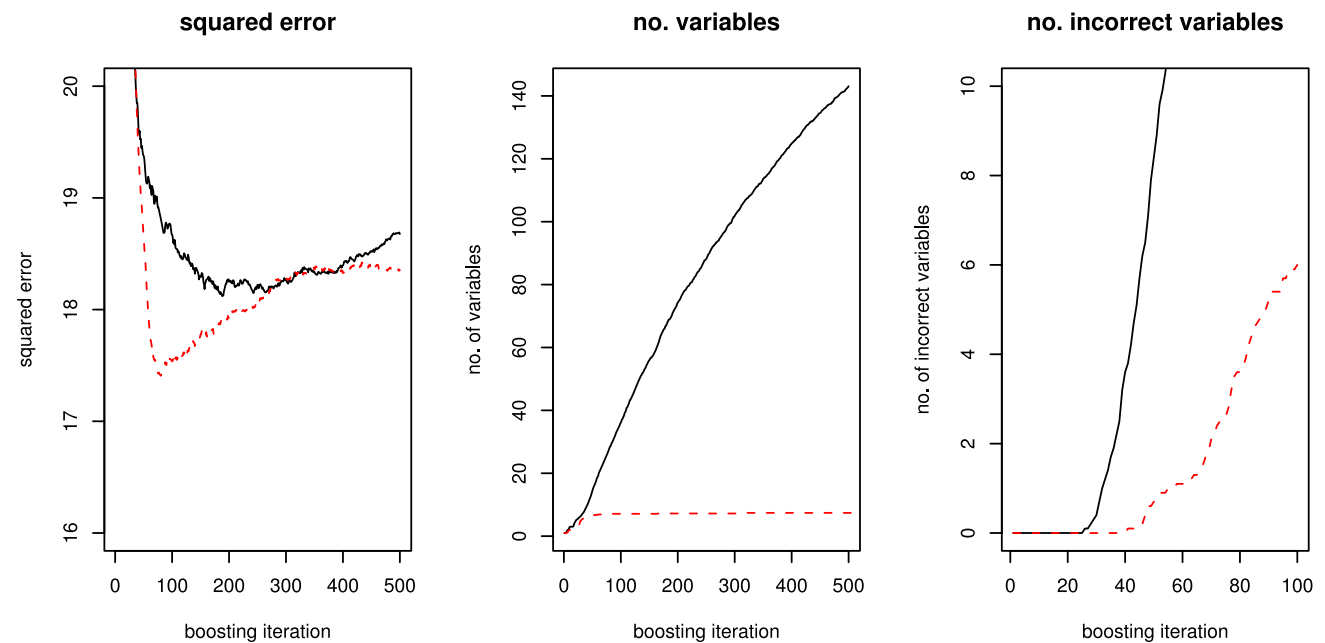 squared error
squared error
16
17
18
19
20
0 100 200 300 400 500
boosting iteration
no. variables
no. of variables
0
20
40
60
80
100
120
140
0 100 200 300 400 500
boosting iteration
no. incorrect variables
no. of incorrect variables
0
2
4
6
8
10
0 20 40 60 80 100
boosting iteration